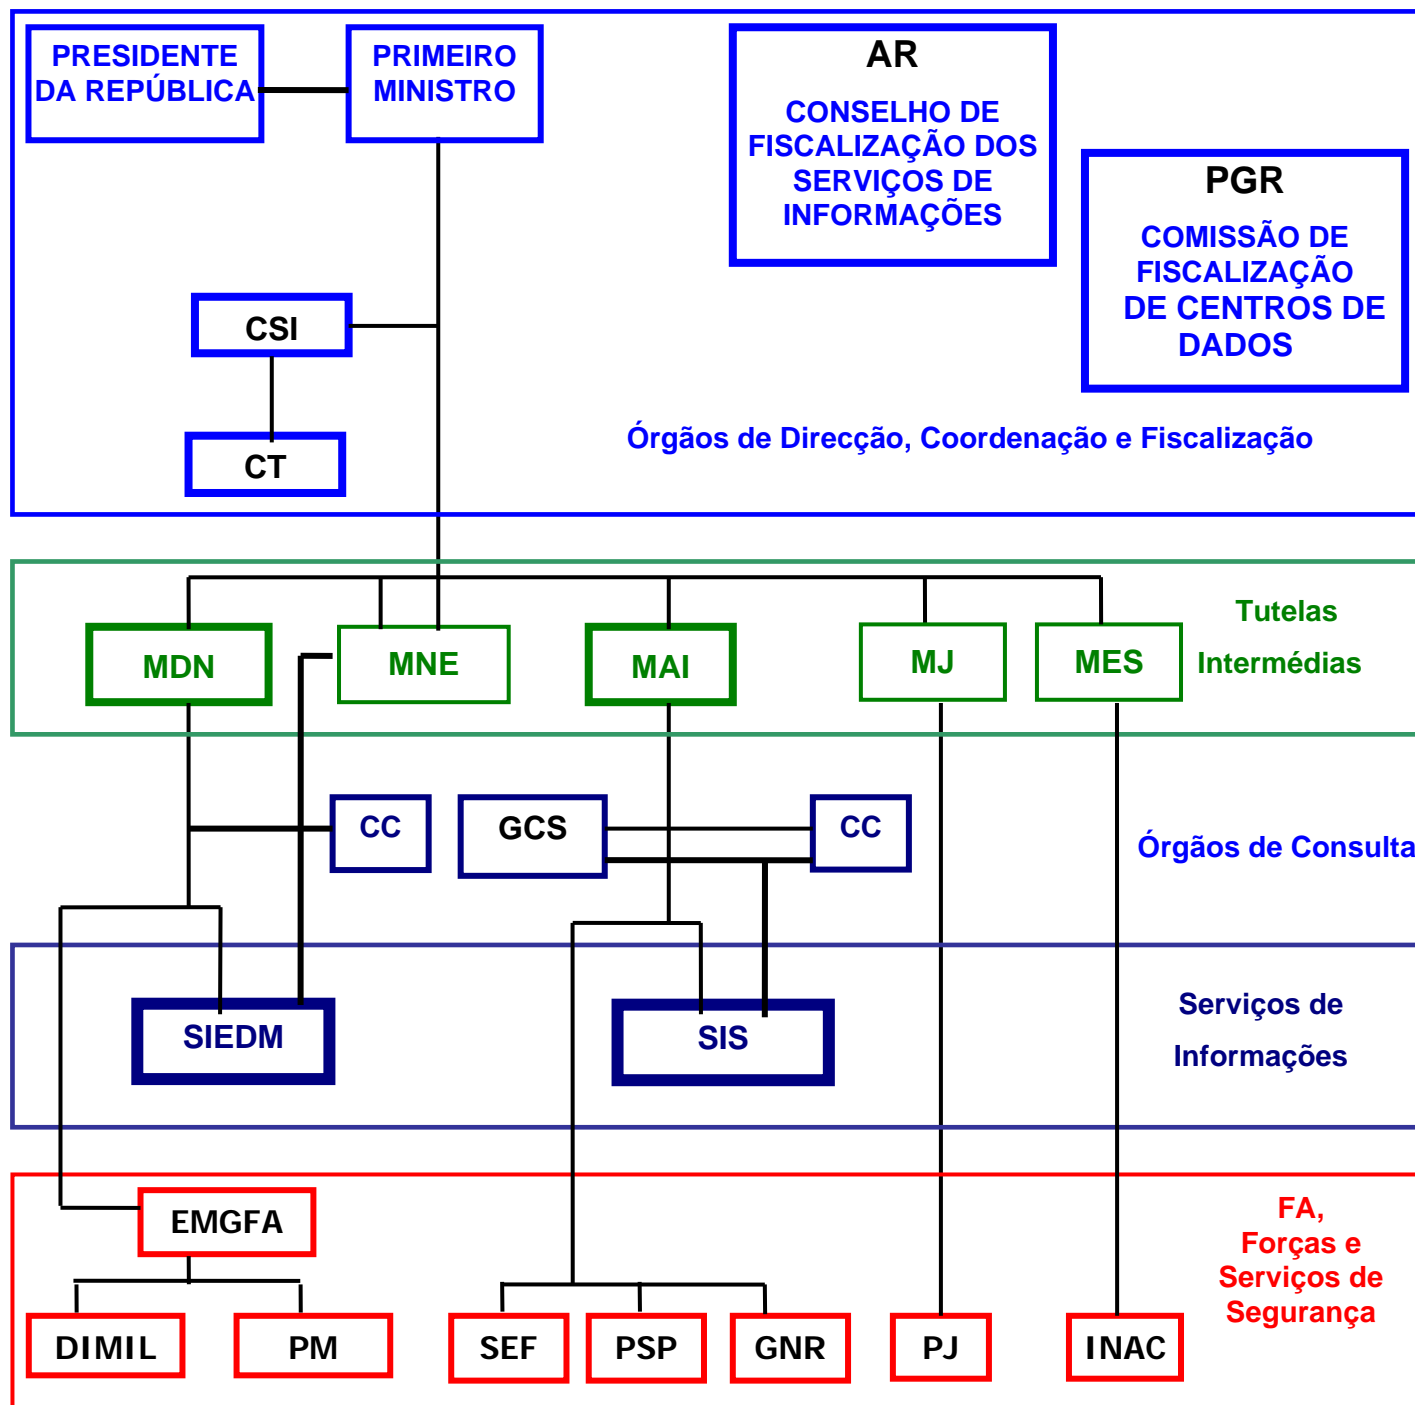 PRESIDENTE
DA REPÚBLICA
PRIMEIRO
MINISTRO
AR
CONSELHO DE
FISCALIZAÇÃO DOS
SERVIÇOS DE
INFORMAÇÕES
PGR
COMISSÃO DE
FISCALIZAÇÃO
DE CENTROS DE
DADOS
CSI
CT
Órgãos de Direcção, Coordenação e Fiscalização
MDN
MNE
MAI
MJ
MES
Tutelas
Intermédias
CC
GCS
CC
Órgãos de Consulta
SIEDM
SIS
Serviços de
Informações
EMGFA
DIMIL
PM
SEF
PSP
GNR
PJ
INAC
FA,
Forças e
Serviços de
Segurança